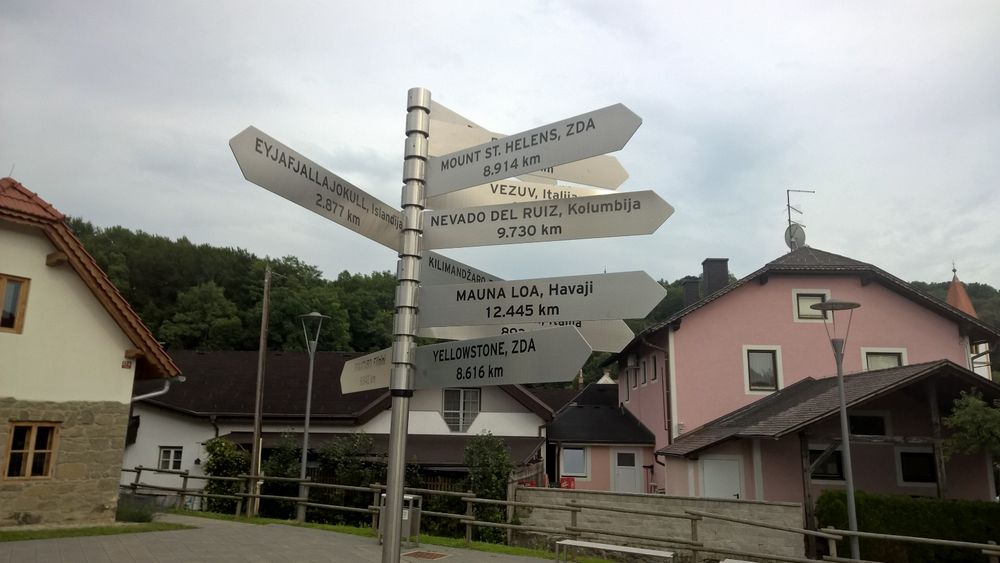 MOUNT ST. HELENS, ZDA
8.914 km
EYJAFJALLAJOKULL, Islandija
2.877 km
VEZUV, Italija
NEVADO DEL RUIZ, Kolumbija
9.730 km
KILIMANDŽARO
MAUNA LOA, Havaji
12.445 km
Italija
YELLOWSTONE, ZDA
8.616 km